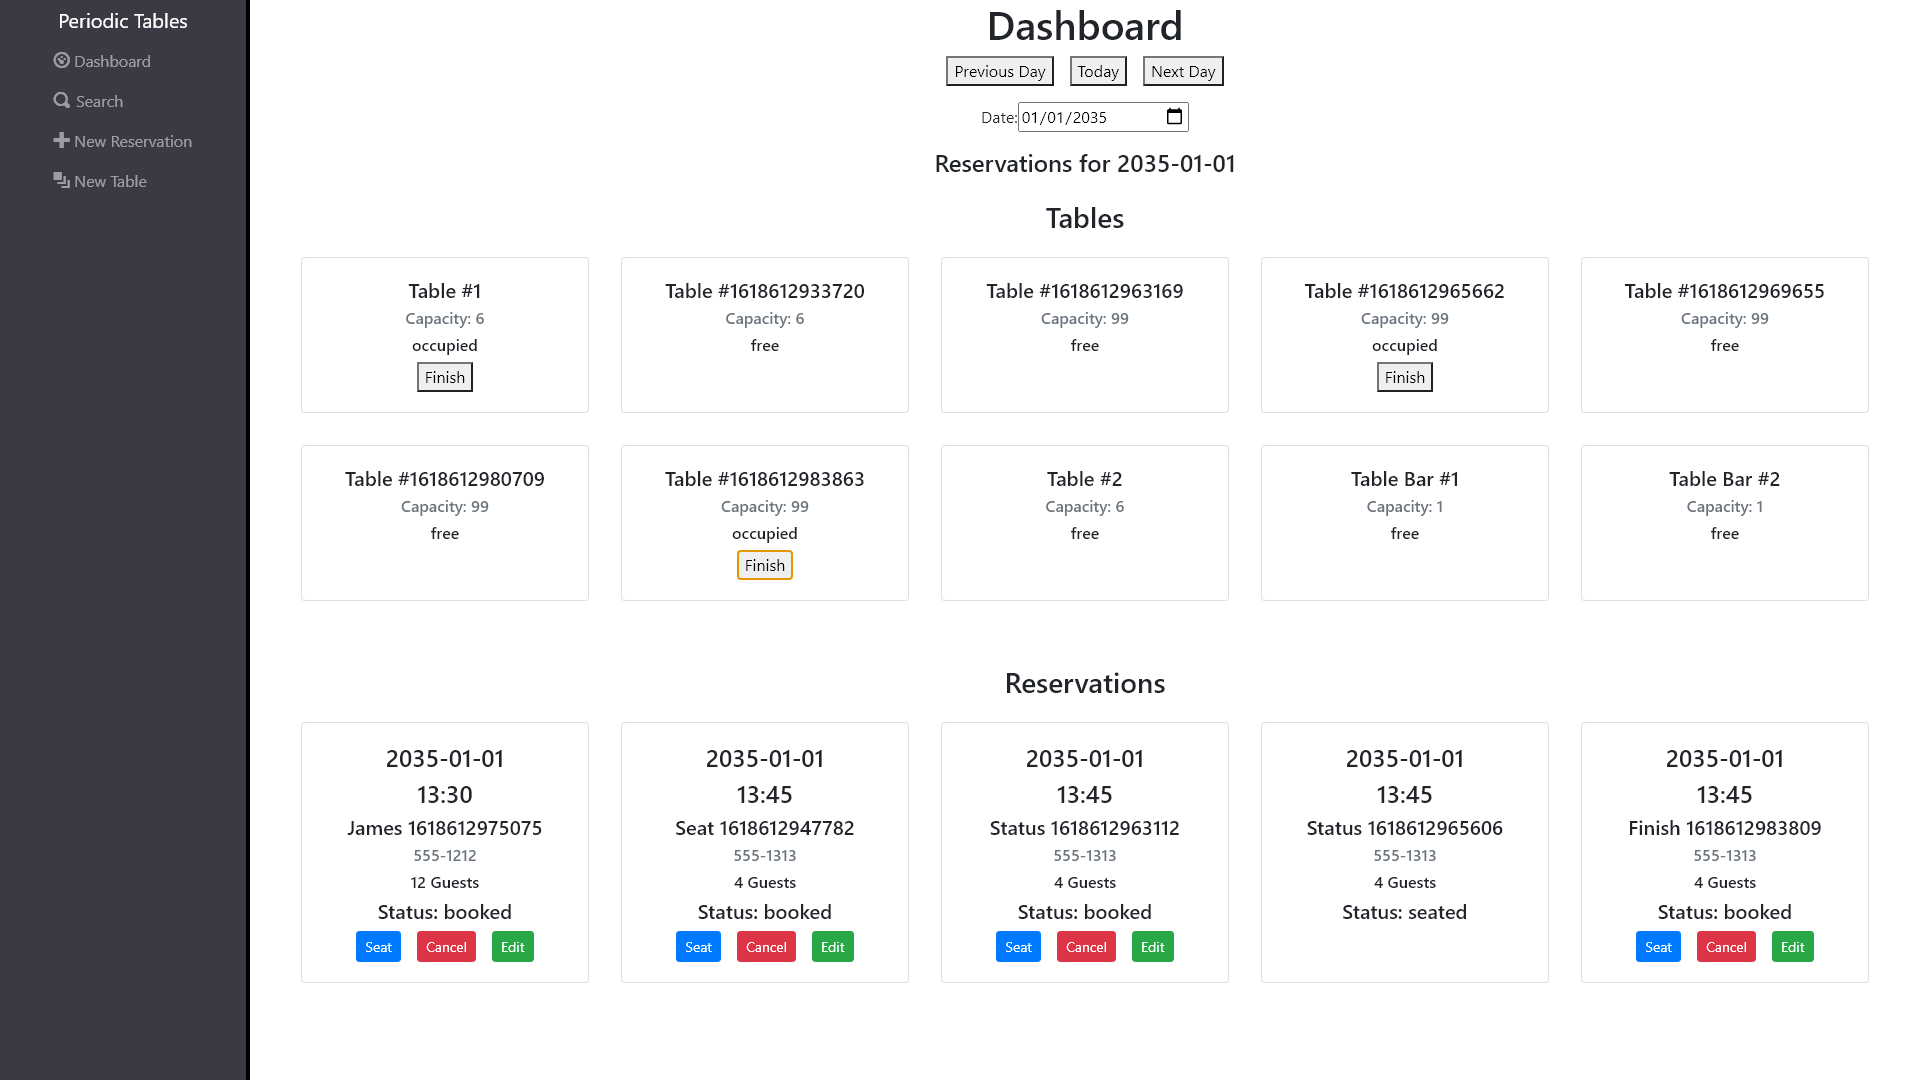 Periodic Tables
Dashboard
Search
New Reservation
New Table
Dashboard
Previous Day Today Next Day
Date: 01/01/2035
Reservations for 2035-01-01
Tables
Table #1
Capacity: 6
occupied
Finish
Table #1618612933720
Capacity: 6
free
Table #1618612963169
Capacity: 99
free
Table #1618612965662
Capacity: 99
occupied
Finish
Table #1618612969655
Capacity: 99
free
Table #1618612980709
Capacity: 99
free
Table #1618612983863
Capacity: 99
occupied
Finish
Table #2
Capacity: 6
free
Table Bar #1
Capacity: 1
free
Table Bar #2
Capacity: 1
free
Reservations
2035-01-01
13:30
James 1618612975075
555-1212
12 Guests
Status: booked
Seat Cancel Edit
2035-01-01
13:45
Seat 1618612947782
555-1313
4 Guests
Status: booked
Seat Cancel Edit
2035-01-01
13:45
Status 1618612963112
555-1313
4 Guests
Status: booked
Seat Cancel Edit
2035-01-01
13:45
Status 1618612965606
555-1313
4 Guests
Status: seated
2035-01-01
13:45
Finish 1618612983809
555-1313
4 Guests
Status: booked
Seat Cancel Edit